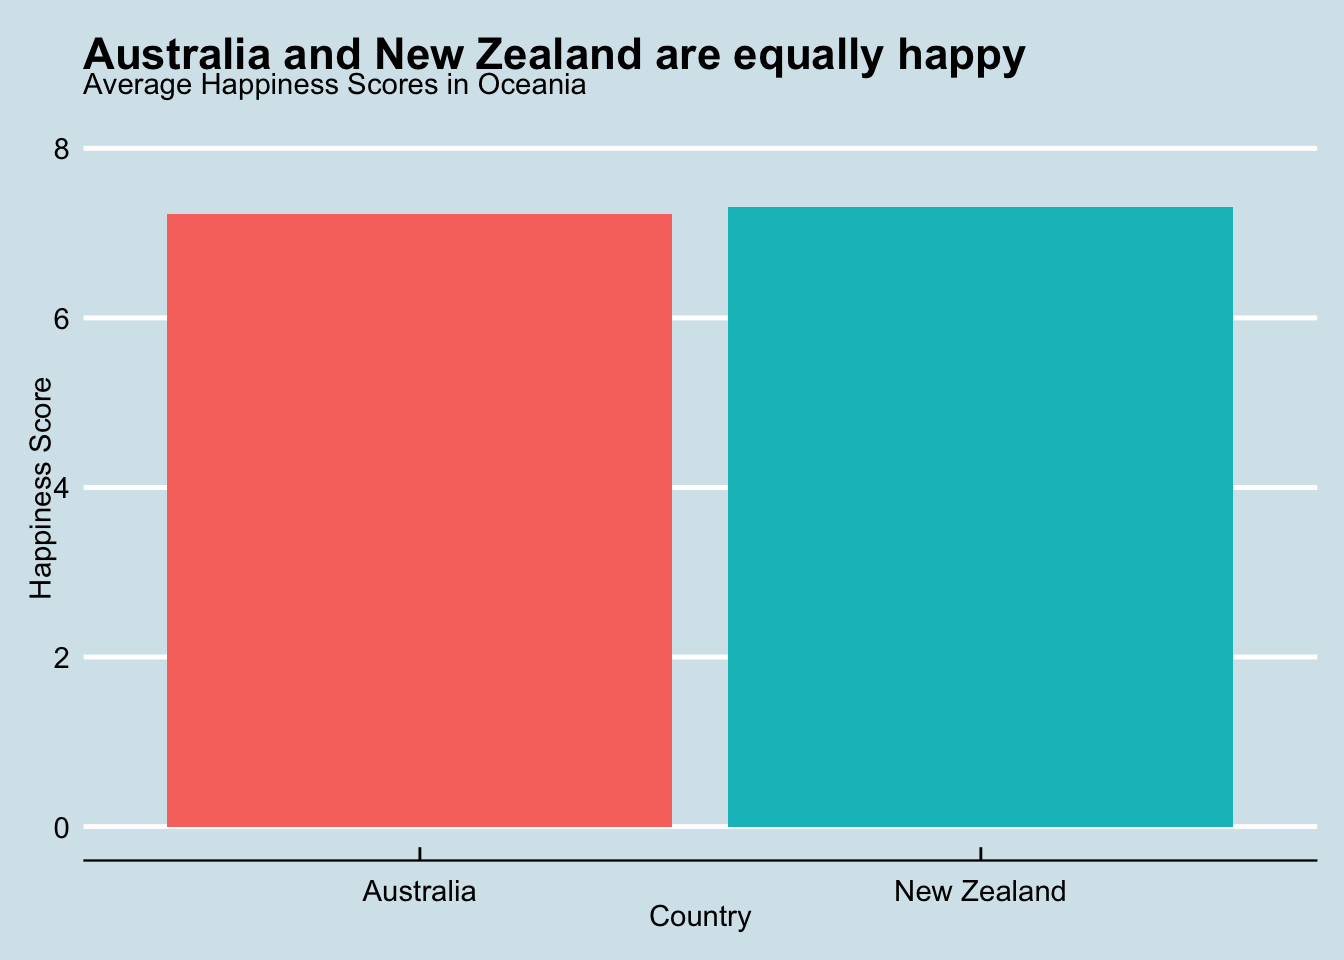 Australia and New Zealand are equally happy
Average Happiness Scores in Oceania
8
6
4
2
0
Happiness Score
Australia
New Zealand
Country